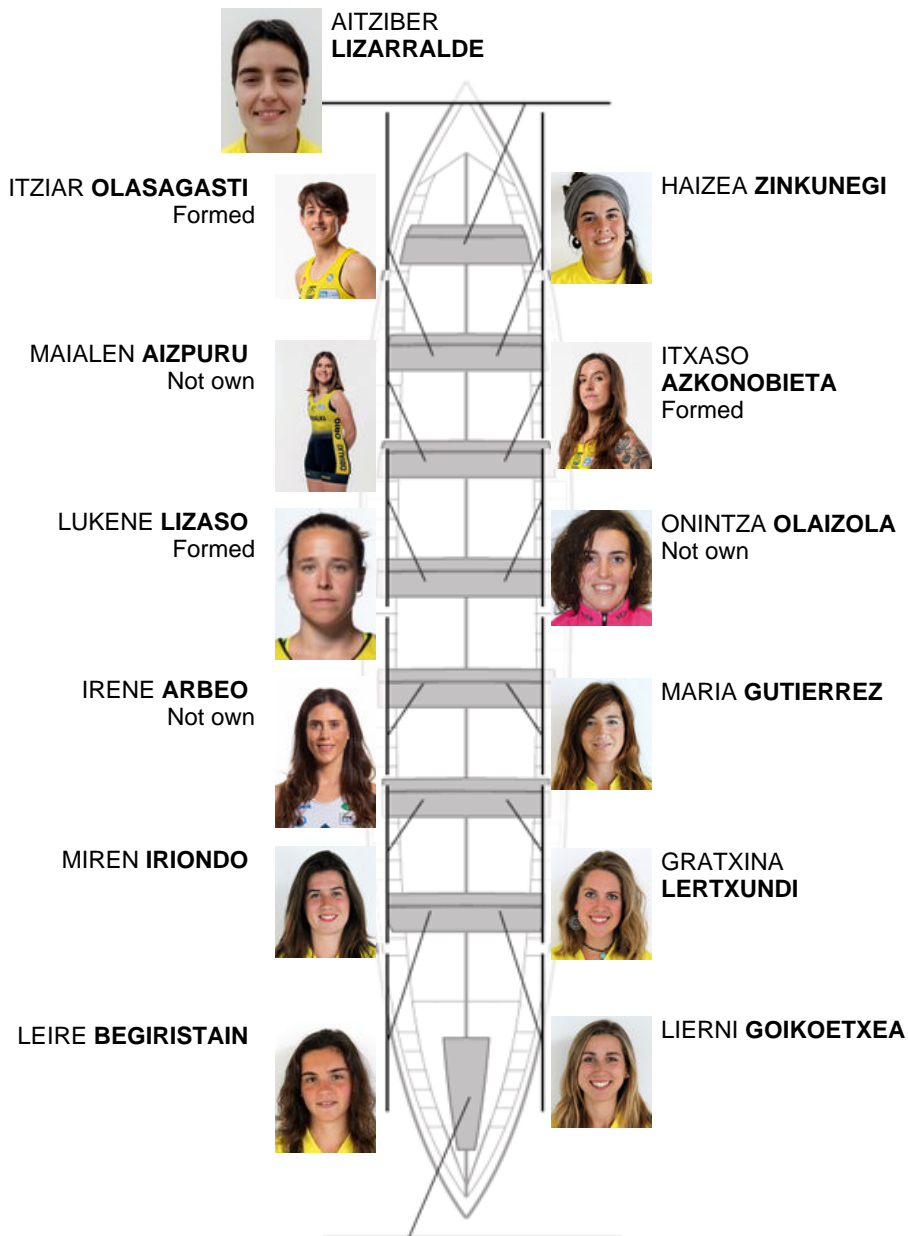 AITZIBER
LIZARRALDE
ITZIAR OLASAGASTI
Formed
HAIZEA ZINKUNEGI
MAIALEN AIZPURU
Not own
ITXASO
AZKONOBIETA
Formed
LUKENE LIZASO
Formed
ONINTZA OLAIZOLA
Not own
IRENE ARBEO
Not own
MARIA GUTIERREZ
MIREN IRIONDO
GRATXINA
LERTXUNDI
LEIRE BEGIRISTAIN
LIERNI GOIKOETXEA